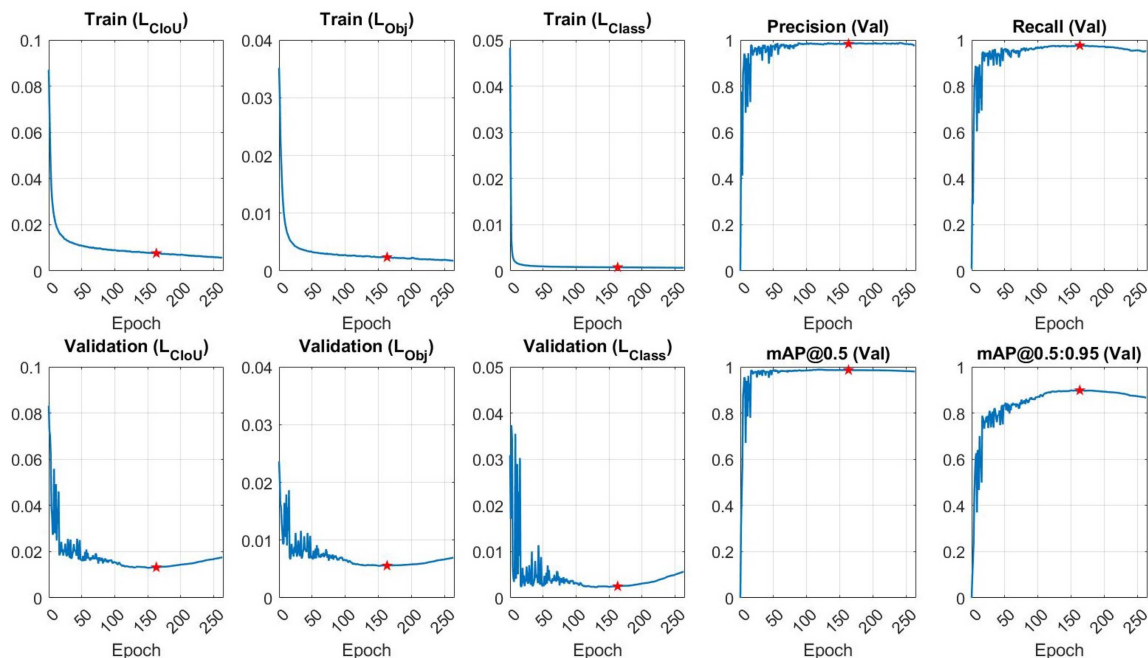 Train (L_CIoU)
0.1
0.08
0.06
0.04
0.02
0
0 50 100 150 200 250
Epoch
Train (L_Obj)
0.04
0.03
0.02
0.01
0
0 50 100 150 200 250
Epoch
Train (L_Class)
0.05
0.04
0.03
0.02
0.01
0
0 50 100 150 200 250
Epoch
Precision (Val)
1
0.8
0.6
0.4
0.2
0
0 50 100 150 200 250
Epoch
Recall (Val)
1
0.8
0.6
0.4
0.2
0
0 50 100 150 200 250
Epoch
Validation (L_CIoU)
0.1
0.08
0.06
0.04
0.02
0
0 50 100 150 200 250
Epoch
Validation (L_Obj)
0.04
0.03
0.02
0.01
0
0 50 100 150 200 250
Epoch
Validation (L_Class)
0.05
0.04
0.03
0.02
0.01
0
0 50 100 150 200 250
Epoch
mAP@0.5 (Val)
1
0.8
0.6
0.4
0.2
0
0 50 100 150 200 250
Epoch
mAP@0.5:0.95 (Val)
1
0.8
0.6
0.4
0.2
0
0 50 100 150 200 250
Epoch